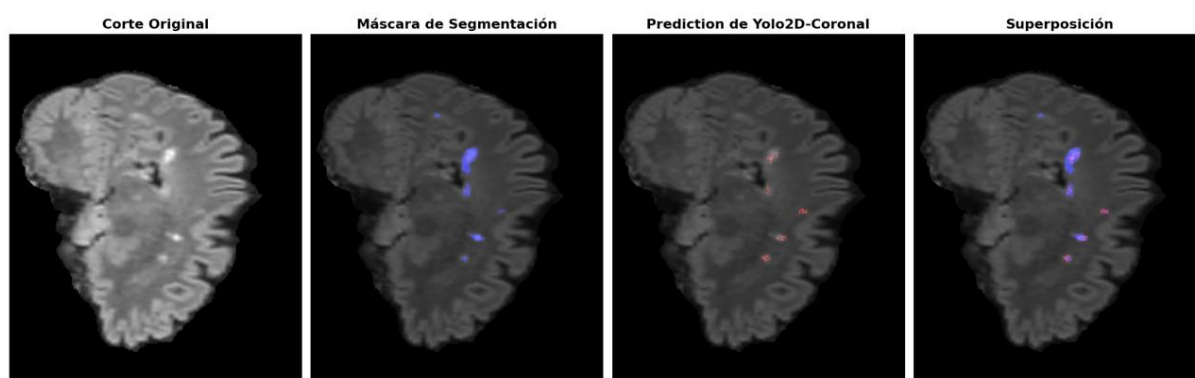 Corte Original
Máscara de Segmentación
Prediction de Yolo2D-Coronal
Superposición